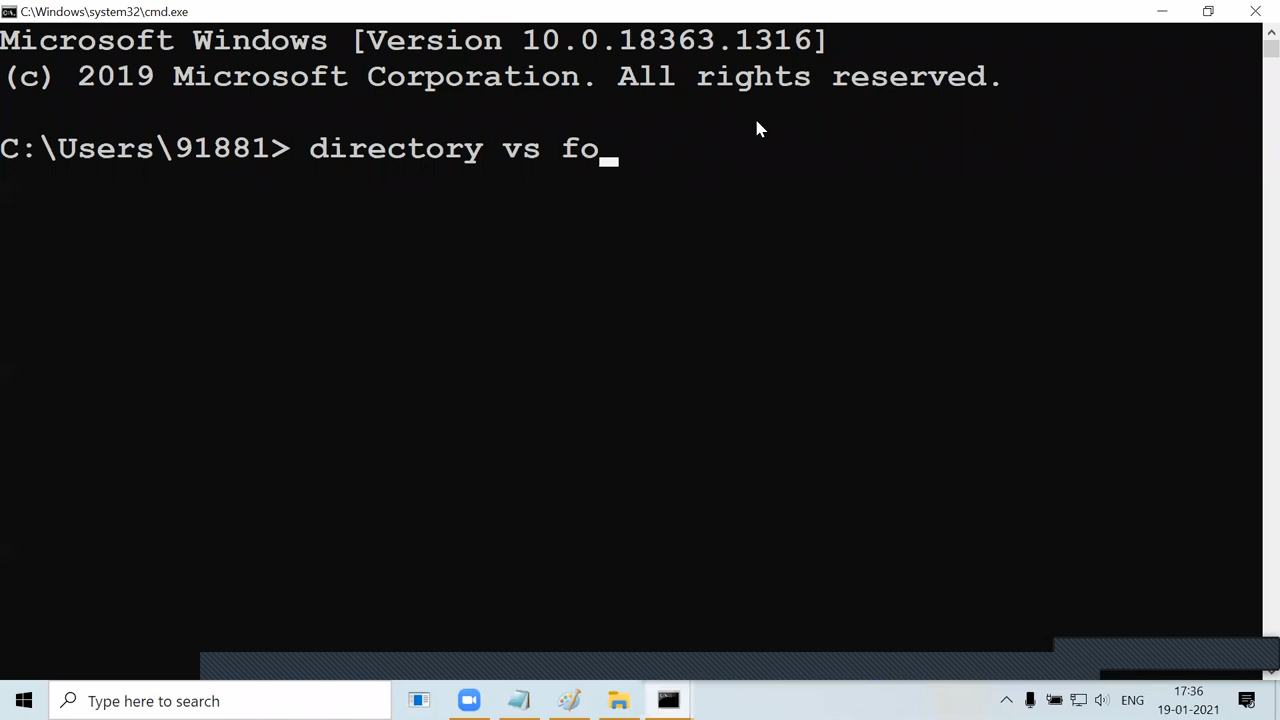 C:\Windows\system32\cmd.exe
Microsoft Windows [Version 10.0.18363.1316]
(c) 2019 Microsoft Corporation. All rights reserved.
C:\Users\91881> directory vs fo
Type here to search
ENG
17:36
19-01-2021